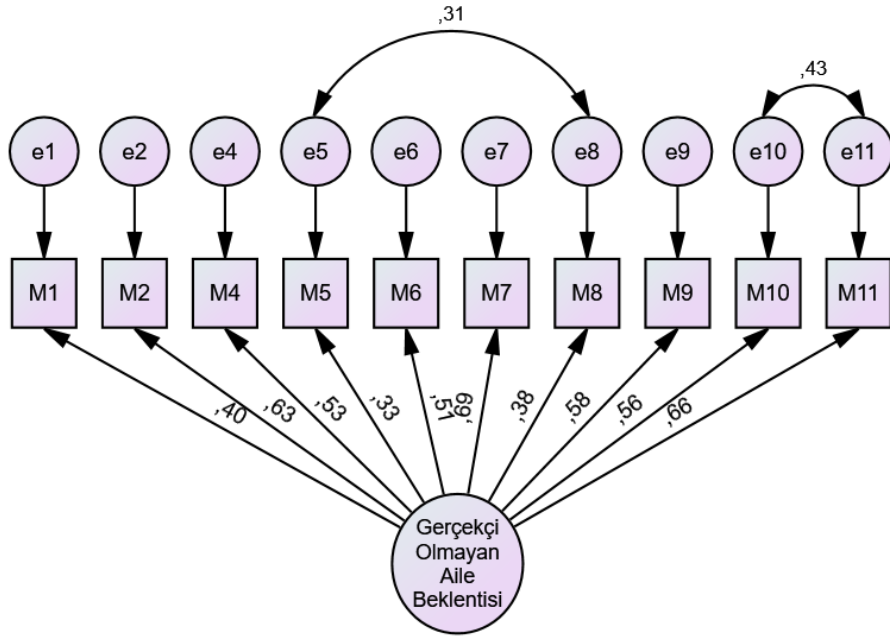 ,31
,43
e1 e2 e4 e5 e6 e7 e8 e9 e10 e11
M1 M2 M4 M5 M6 M7 M8 M9 M10 M11
,40 ,63 ,53 ,33 ,51 ,69 ,38 ,58 ,56 ,66
Gerçekçi
Olmayan
Aile
Beklentisi